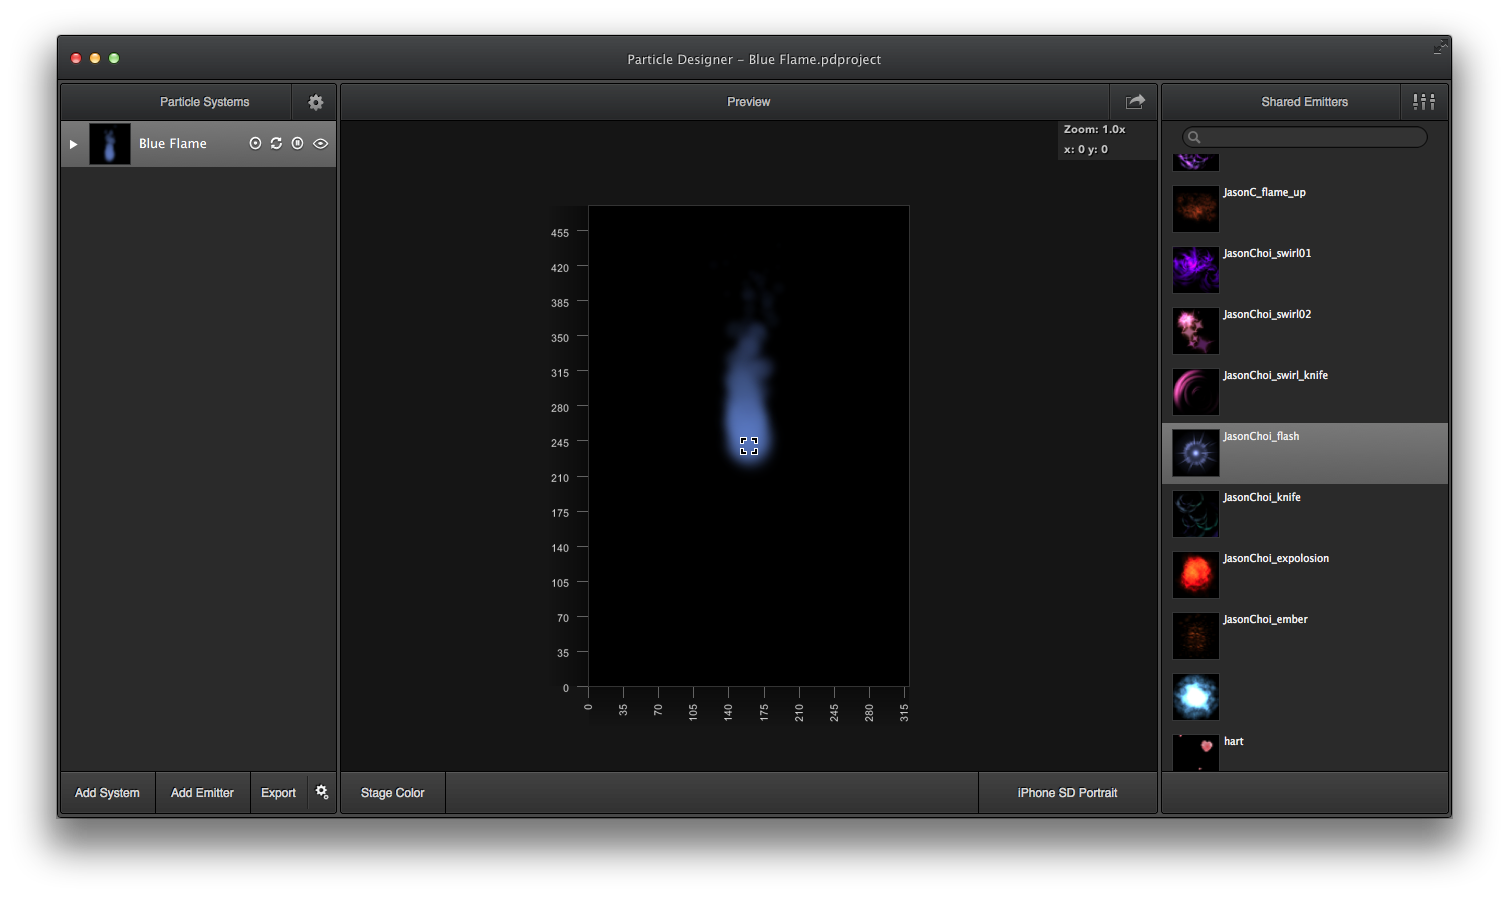 Particle Designer – Blue Flame.pdproject
Particle Systems
Preview
Shared Emitters
Blue Flame
Zoom: 1.0x
x: 0 y: 0
455
420
385
350
315
280
245
210
175
140
105
70
35
0
0 35 70 105 140 175 210 245 280 315
JasonC_flame_up
JasonChoi_swirl01
JasonChoi_swirl02
JasonChoi_swirl_knife
JasonChoi_flash
JasonChoi_knife
JasonChoi_expolosion
JasonChoi_ember
hart
Add System
Add Emitter
Export
Stage Color
iPhone SD Portrait